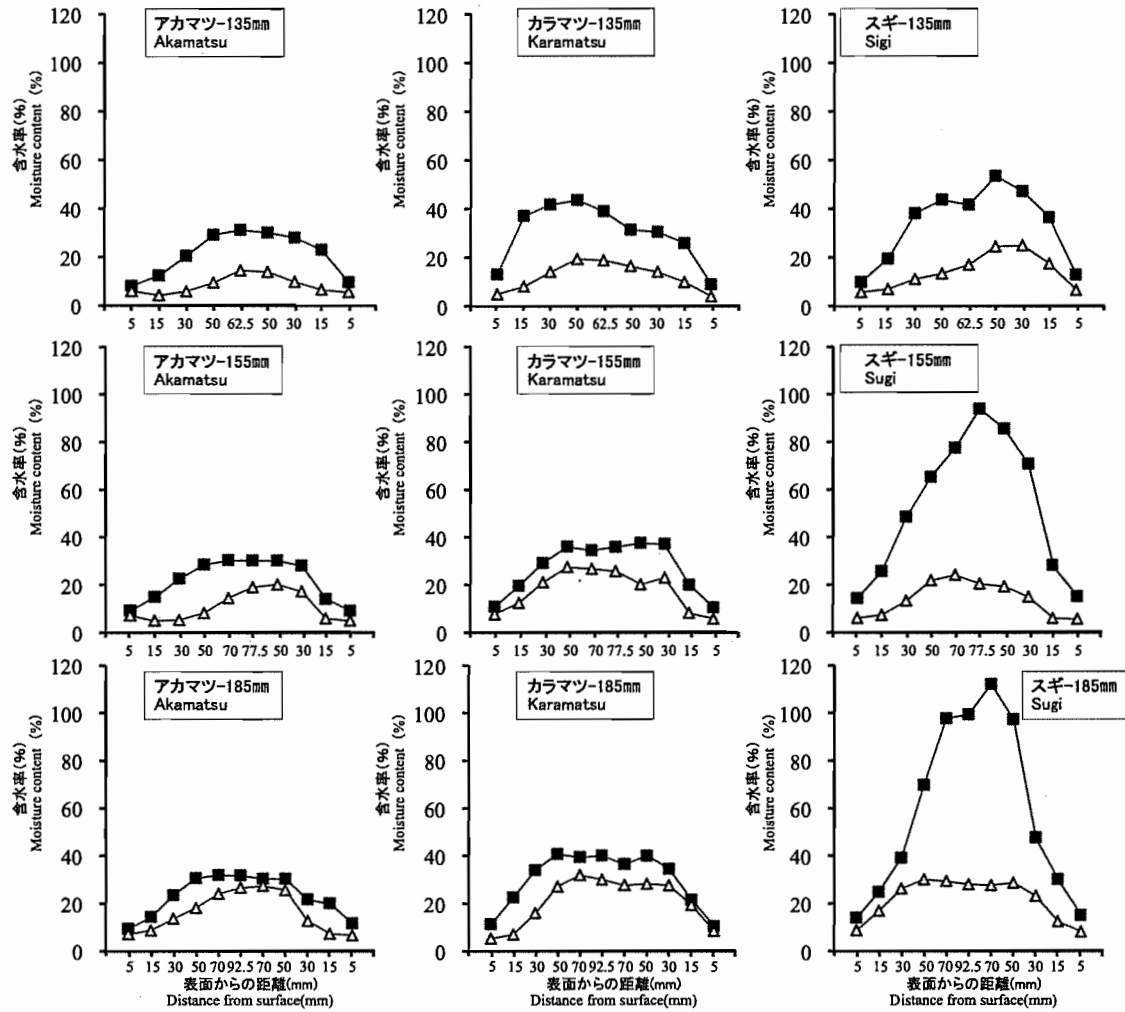 アカマツ-135mm
Akamatsu
120
100
80
60
40
20
0
含水率(%)
Moisture content (%)
5 15 30 50 62.5 50 30 15 5
カラマツ-135mm
Karamatsu
120
100
80
60
40
20
0
含水率(%)
Moisture content (%)
5 15 30 50 62.5 50 30 15 5
スギ-135mm
Sigi
120
100
80
60
40
20
0
含水率(%)
Moisture content (%)
5 15 30 50 62.5 50 30 15 5
アカマツ-155mm
Akamatsu
120
100
80
60
40
20
0
含水率(%)
Moisture content (%)
5 15 30 50 70 77.5 50 30 15 5
カラマツ-155mm
Karamatsu
120
100
80
60
40
20
0
含水率(%)
Moisture content (%)
5 15 30 50 70 77.5 50 30 15 5
スギ-155mm
Sugi
120
100
80
60
40
20
0
含水率(%)
Moisture content (%)
5 15 30 50 70 77.5 50 30 15 5
アカマツ-185mm
Akamatsu
120
100
80
60
40
20
0
含水率(%)
Moisture content (%)
5 15 30 50 70 92.5 70 50 30 15 5
表面からの距離(mm)
Distance from surface(mm)
カラマツ-185mm
Karamatsu
120
100
80
60
40
20
0
含水率(%)
Moisture content (%)
5 15 30 50 70 92.5 70 50 30 15 5
表面からの距離(mm)
Distance from surface(mm)
スギ-185mm
Sugi
120
100
80
60
40
20
0
含水率(%)
Moisture content (%)
5 15 30 50 70 92.5 70 50 30 15 5
表面からの距離(mm)
Distance from surface(mm)